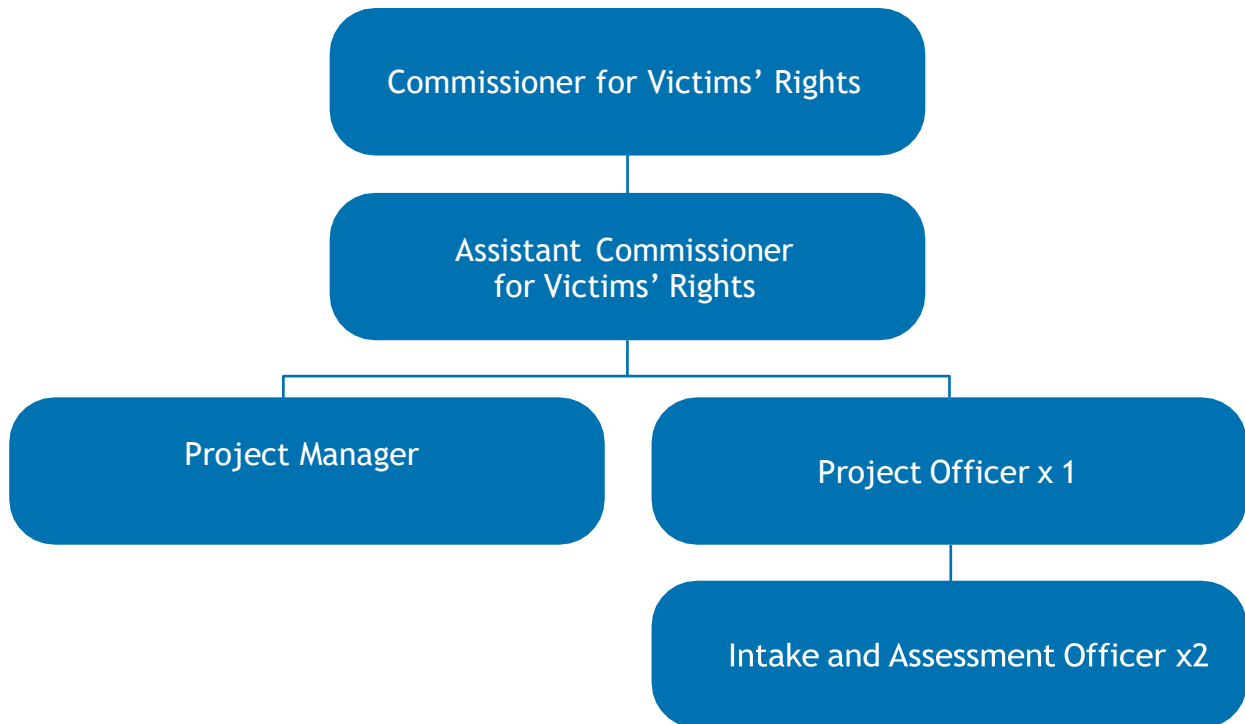 Commissioner for Victims’ Rights
Assistant Commissioner
for Victims’ Rights
Project Manager
Project Officer x 1
Intake and Assessment Officer x2